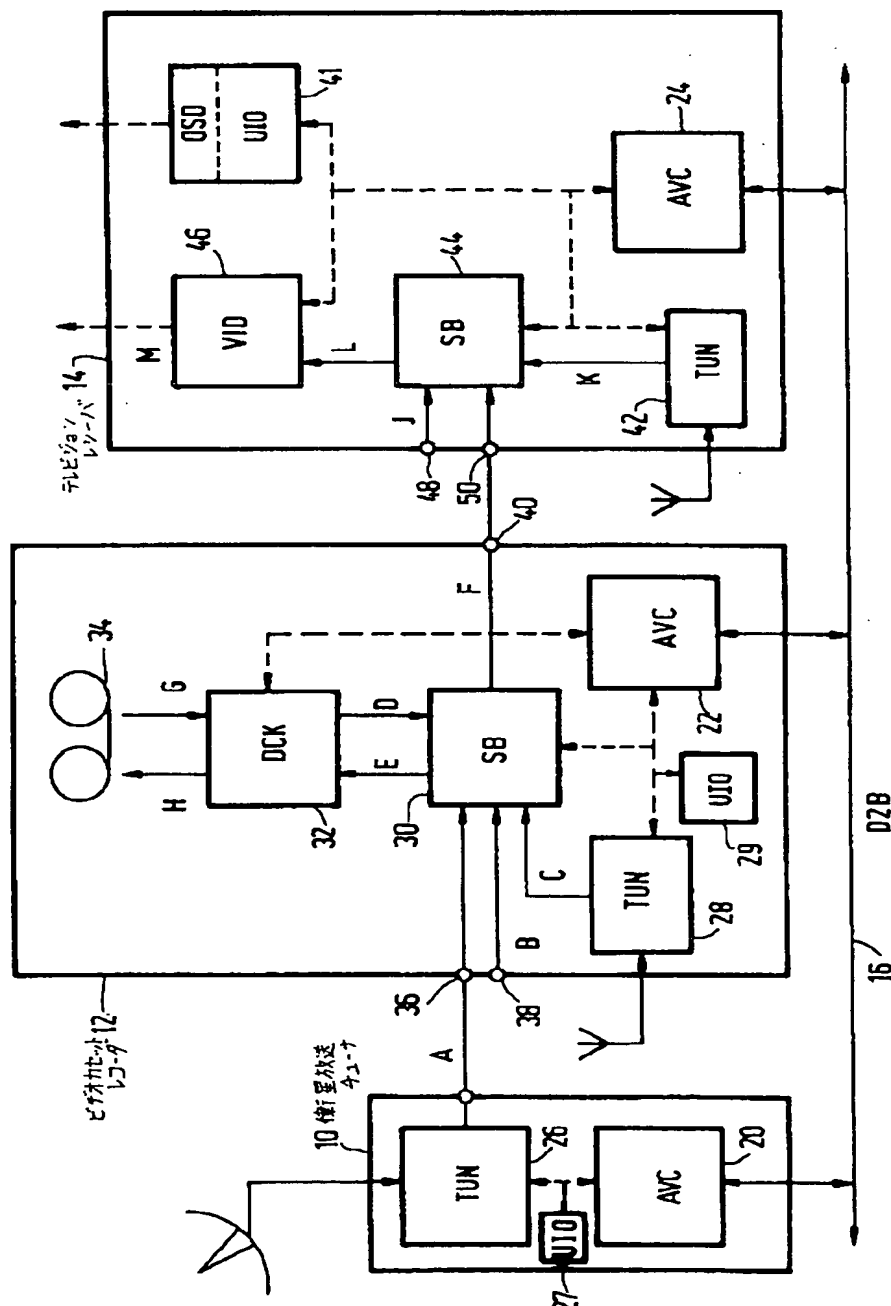 10 衛星放送
チューナ
TUN
26
UIO
27
AVC
20
A
ビデオカセット 12
レコーダ
36
38
B
C
TUN
28
UIO
29
AVC
22
SB
30
D
E
F
DCK
32
G
H
34
40
テレビジョン
レシーバ 14
48
50
J
K
L
M
TUN
42
SB
44
VID
46
OSD
UIO
41
AVC
24
16
D2B